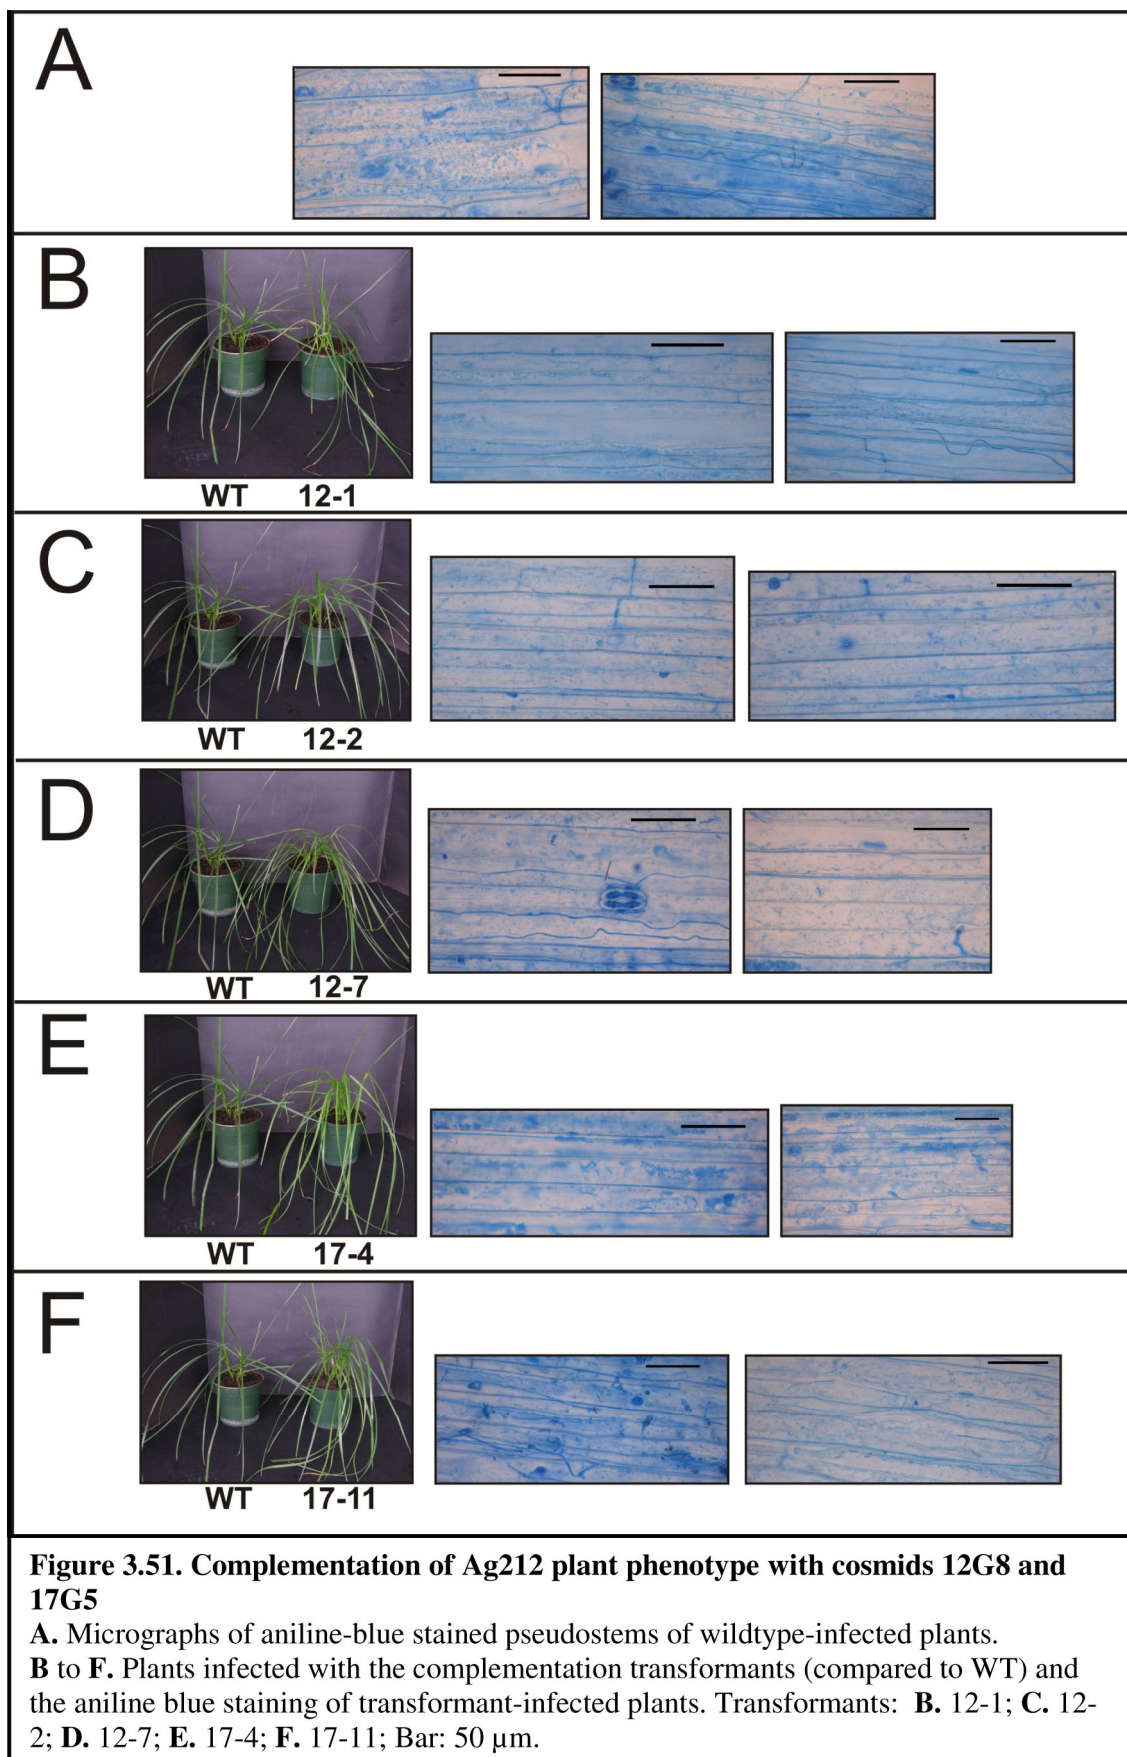 A
B
WT 12-1
C
WT 12-2
D
WT 12-7
E
WT 17-4
F
WT 17-11
Figure 3.51. Complementation of Ag212 plant phenotype with cosmids 12G8 and
17G5
A. Micrographs of aniline-blue stained pseudostems of wildtype-infected plants.
B to F. Plants infected with the complementation transformants (compared to WT) and
the aniline blue staining of transformant-infected plants. Transformants: B. 12-1; C. 12-
2; D. 12-7; E. 17-4; F. 17-11; Bar: 50 µm.